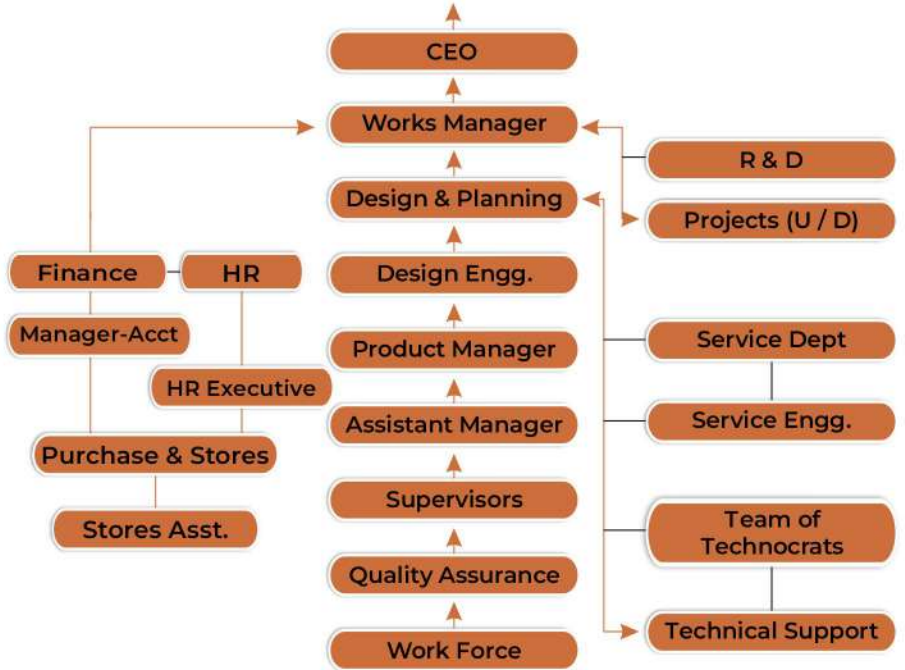 CEO
Works Manager
R & D
Design & Planning
Projects (U / D)
Finance
HR
Design Engg.
Manager-Acct
Product Manager
Service Dept
HR Executive
Assistant Manager
Service Engg.
Purchase & Stores
Supervisors
Stores Asst.
Team of
Technocrats
Quality Assurance
Work Force
Technical Support